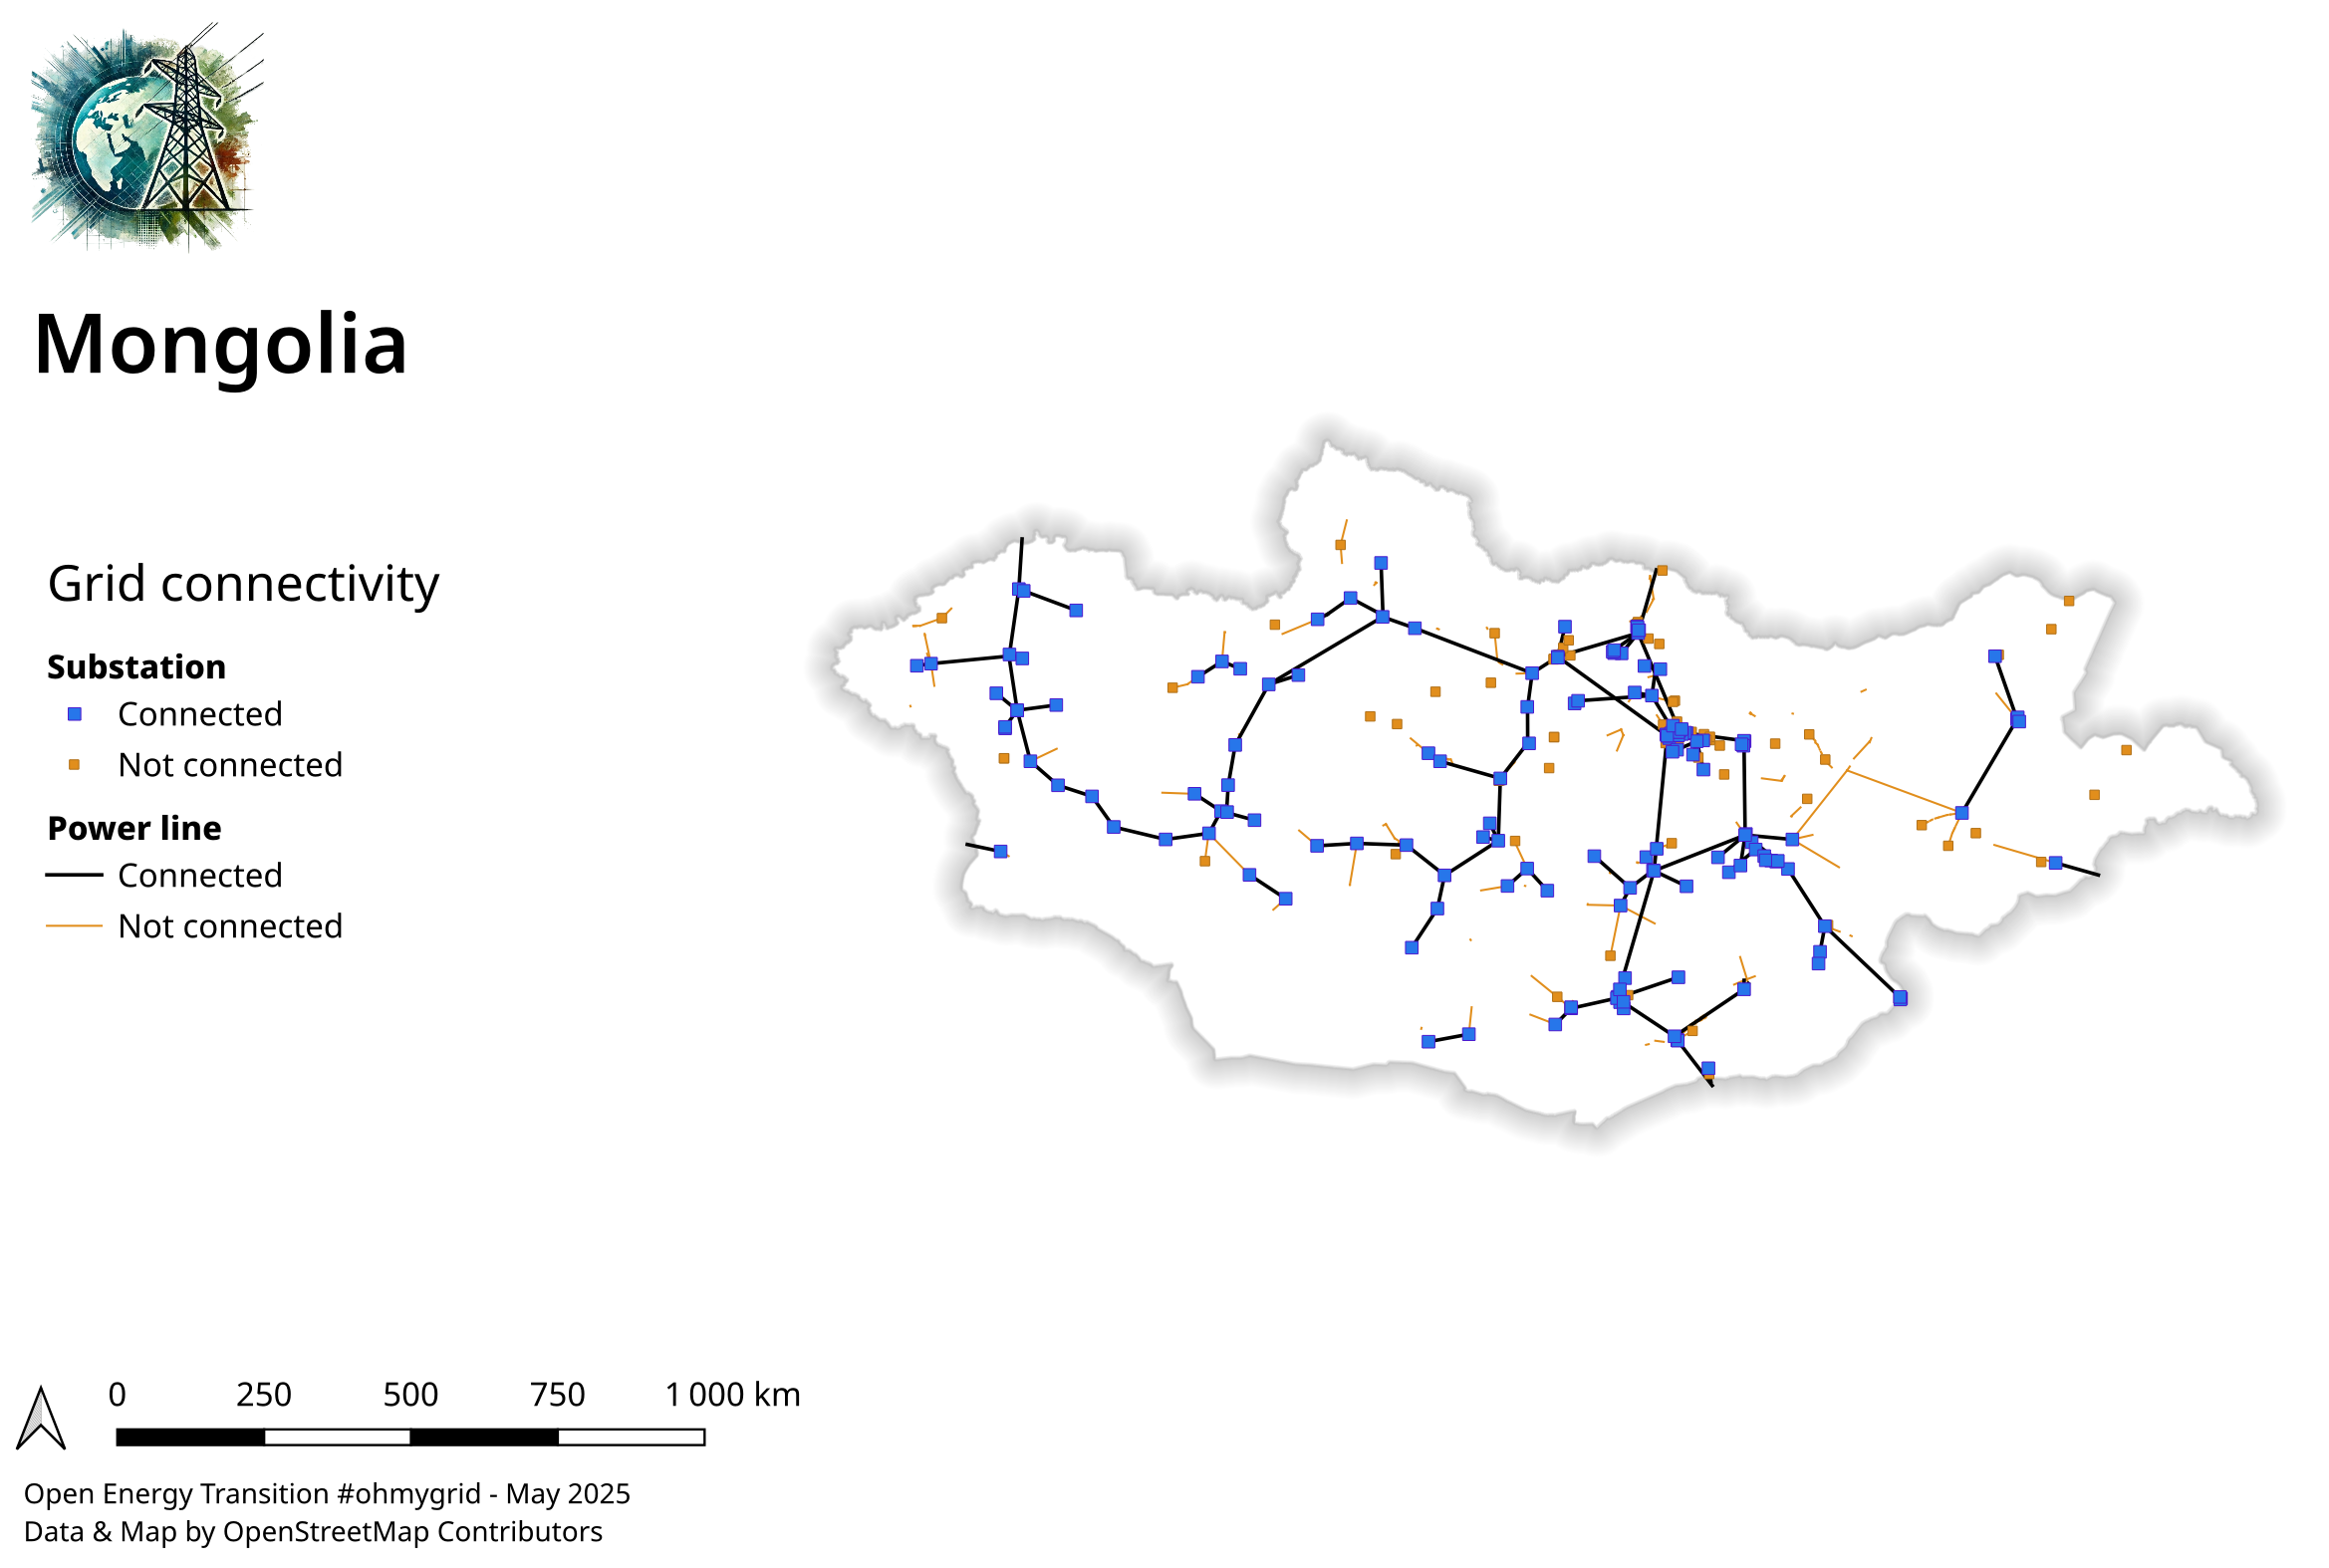 Mongolia
Grid connectivity
Substation
Connected
Not connected
Power line
Connected
Not connected
0 250 500 750 1 000 km
Open Energy Transition #ohmygrid - May 2025
Data & Map by OpenStreetMap Contributors